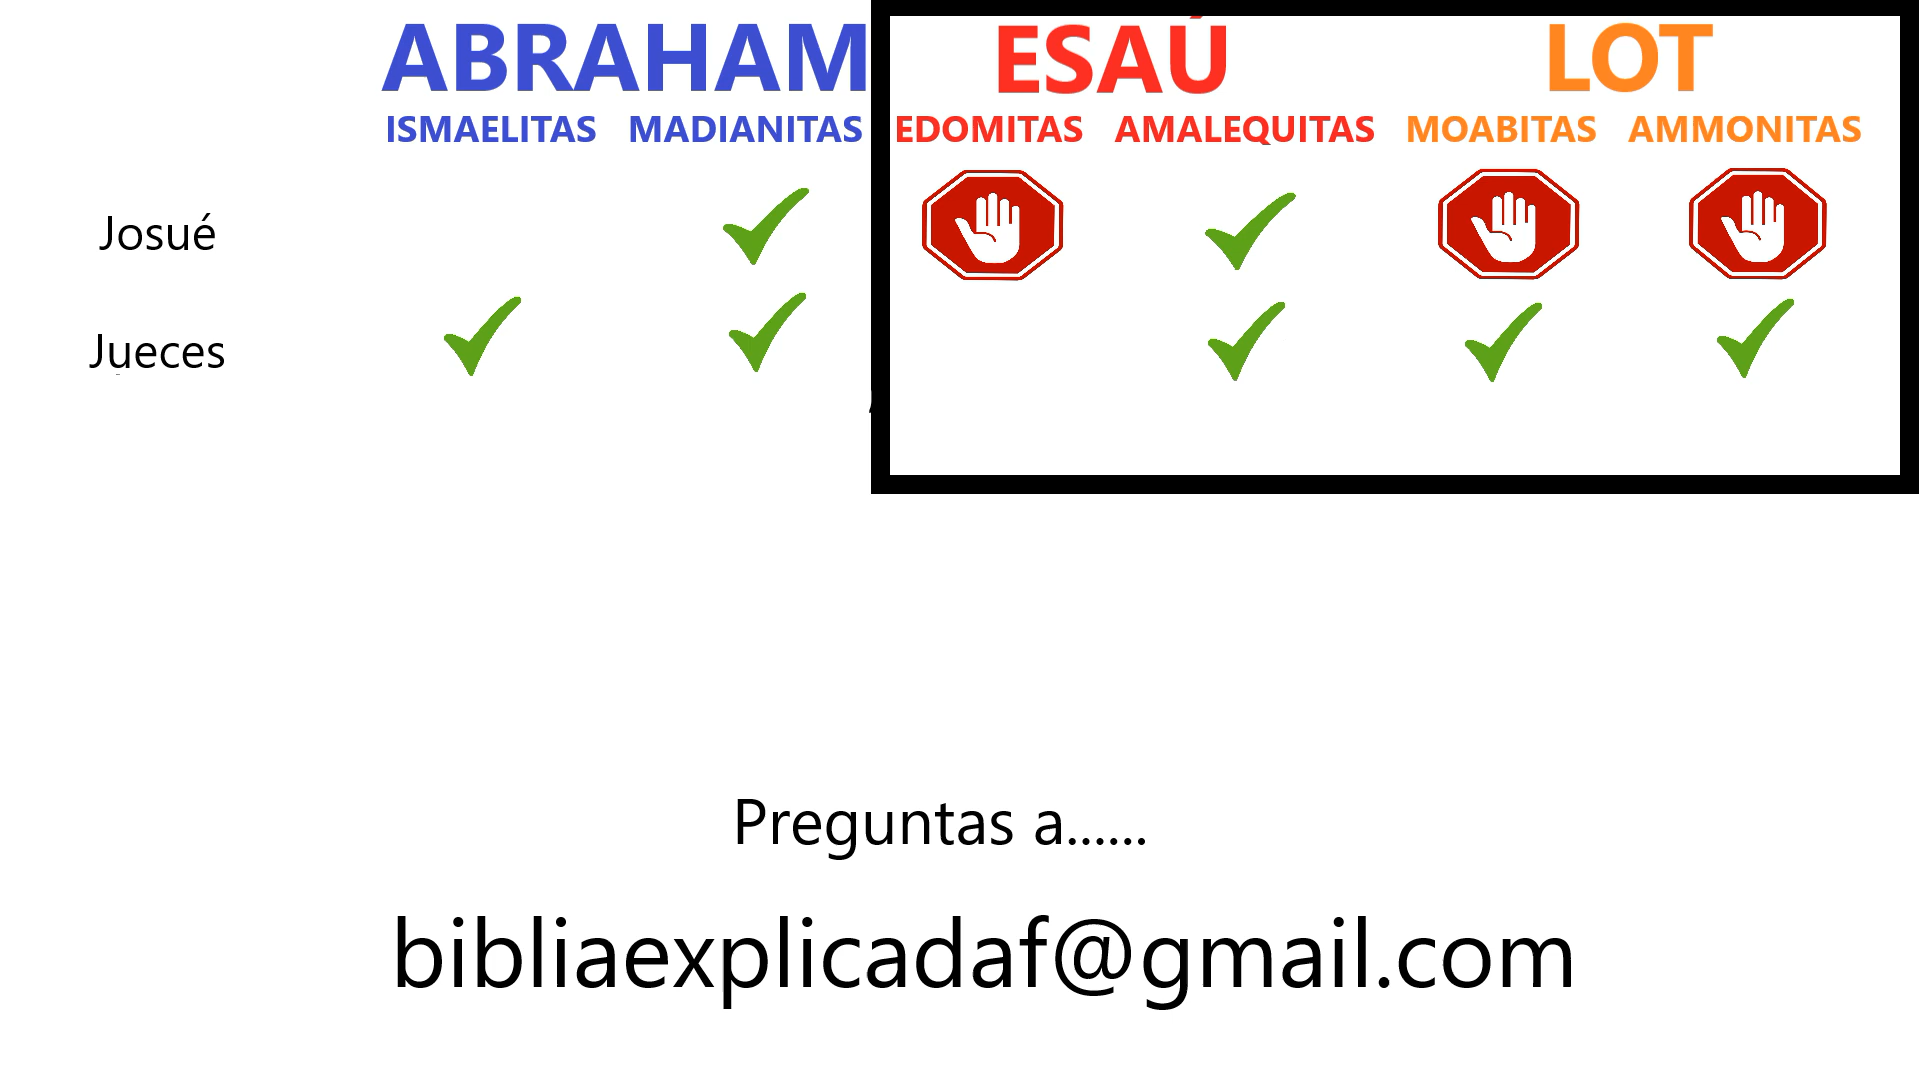 ABRAHAM ESAÚ LOT
ISMAELITAS MADIANITAS EDOMITAS AMALEQUITAS MOABITAS AMMONITAS
Josué
Jueces
Preguntas a......
bibliaexplicadaf@gmail.com